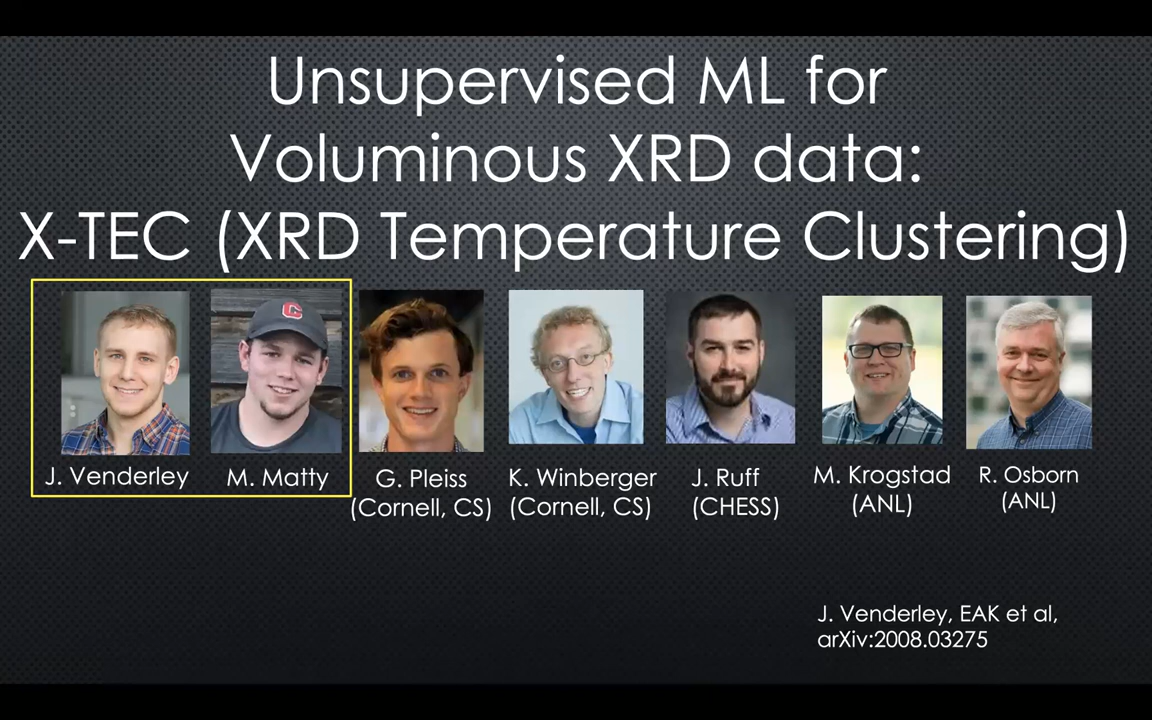 Unsupervised ML for
Voluminous XRD data:
X-TEC (XRD Temperature Clustering)
C
J. Venderley
M. Matty
G. Pleiss
(Cornell, CS)
K. Winberger
(Cornell, CS)
J. Ruff
(CHESS)
M. Krogstad
(ANL)
R. Osborn
(ANL)
J. Venderley, EAK et al,
arXiv:2008.03275